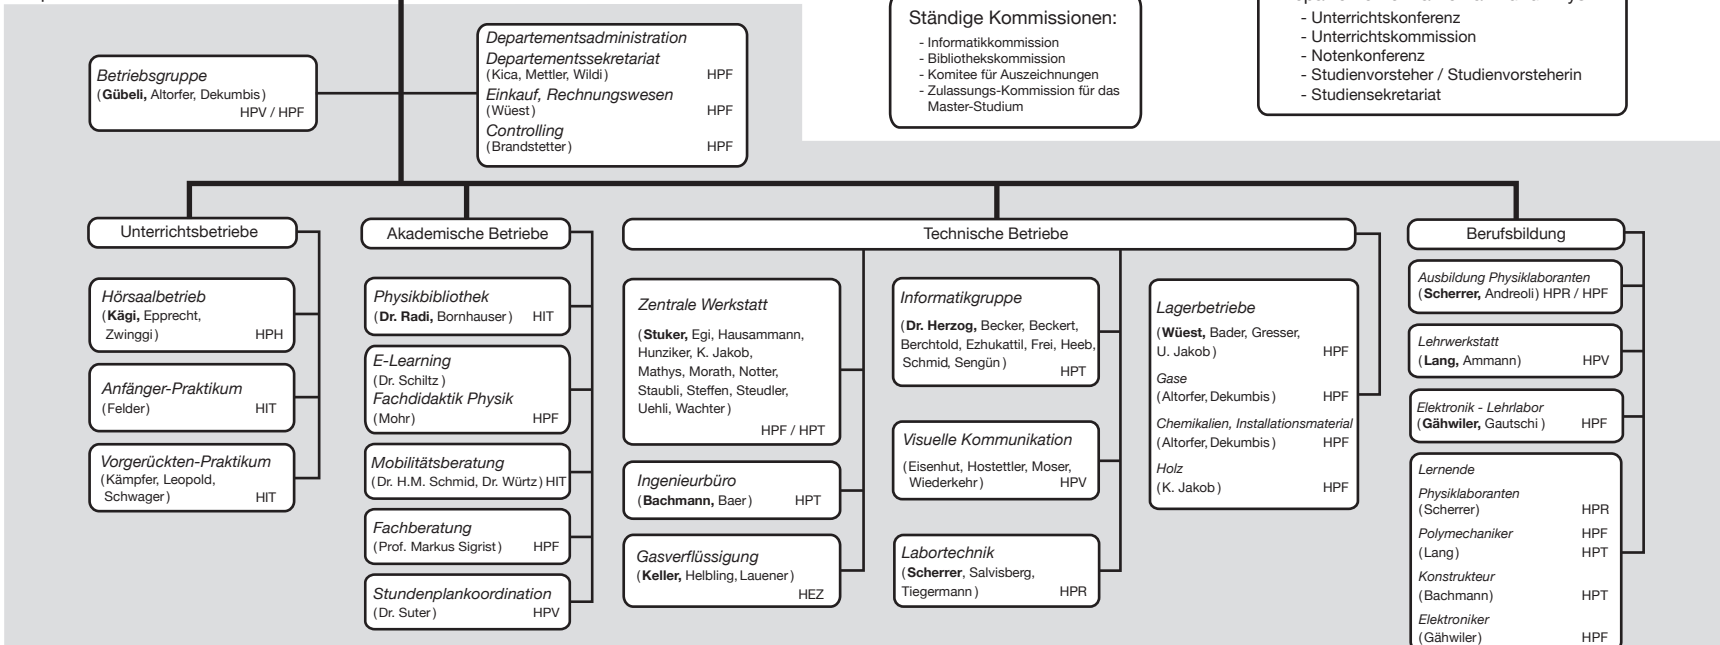 Betriebsgruppe
(Gübeli, Altorfer, Dekumbis)
HPV / HPF
Departementsadministration
Departementssekretariat
(Kica, Mettler, Wildi) HPF
Einkauf, Rechnungswesen
(Wüest) HPF
Controlling
(Brandstetter) HPF
Ständige Kommissionen:
- Informatikkommission
- Bibliothekskommission
- Komitee für Auszeichnungen
- Zulassungs-Kommission für das
Master-Studium
- Unterrichtskonferenz
- Unterrichtskommission
- Notenkonferenz
- Studienvorsteher / Studienvorsteherin
- Studiensekretariat
Unterrichtsbetriebe
Hörsaalbetrieb
(Kägi, Epprecht,
Zwinggi) HPH
Anfänger-Praktikum
(Felder) HIT
Vorgerückten-Praktikum
(Kämpfer, Leopold,
Schwager) HIT
Akademische Betriebe
Physikbibliothek
(Dr. Radi, Bornhauser) HIT
E-Learning
(Dr. Schiltz)
Fachdidaktik Physik
(Mohr) HPF
Mobilitätsberatung
(Dr. H.M. Schmid, Dr. Würtz) HIT
Fachberatung
(Prof. Markus Sigrist) HPF
Stundenplankoordination
(Dr. Suter) HPV
Technische Betriebe
Zentrale Werkstatt
(Stuker, Egi, Hausammann,
Hunziker, K. Jakob,
Mathys, Morath, Notter,
Staubli, Steffen, Steudler,
Uehli, Wachter)
HPF / HPT
Ingenieurbüro
(Bachmann, Baer) HPT
Gasverflüssigung
(Keller, Helbling, Lauener)
HEZ
Informatikgruppe
(Dr. Herzog, Becker, Beckert,
Berchtold, Ezhukattil, Frei, Heeb,
Schmid, Sengün)
HPT
Visuelle Kommunikation
(Eisenhut, Hostettler, Moser,
Wiederkehr) HPV
Labortechnik
(Scherrer, Salvisberg,
Tiegermann) HPR
Lagerbetriebe
(Wüest, Bader, Gresser,
U. Jakob) HPF
Gase
(Altorfer, Dekumbis) HPF
Chemikalien, Installationsmaterial
(Altorfer, Dekumbis) HPF
Holz
(K. Jakob) HPF
Berufsbildung
Ausbildung Physiklaboranten
(Scherrer, Andreoli) HPR / HPF
Lehrwerkstatt
(Lang, Ammann) HPV
Elektronik - Lehrlabor
(Gähwiler, Gautschi) HPF
Lernende
Physiklaboranten
(Scherrer) HPR
Polymechaniker HPF
(Lang) HPT
Konstrukteur
(Bachmann) HPT
Elektroniker
(Gähwiler) HPF